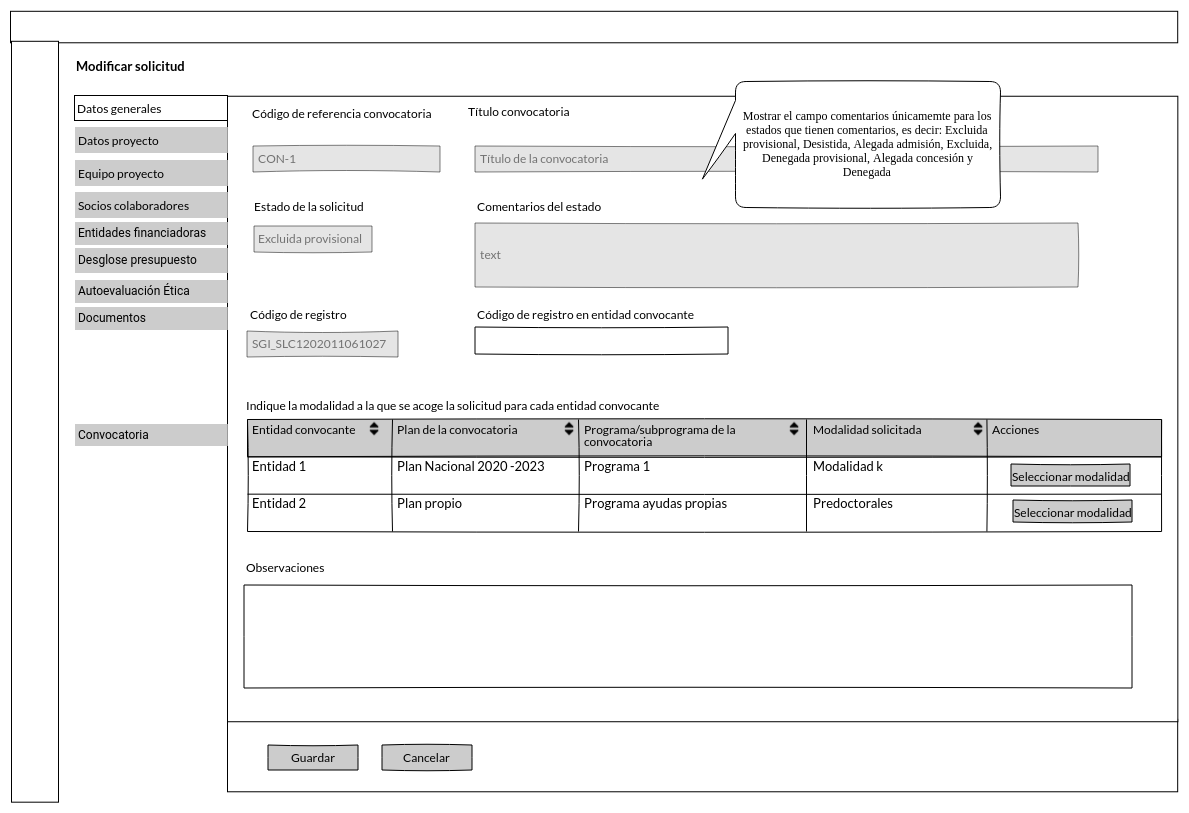 Modificar solicitud
Datos generales
Datos proyecto
Equipo proyecto
Socios colaboradores
Entidades financiadoras
Desglose presupuesto
Autoevaluación Ética
Documentos
Convocatoria
Código de referencia convocatoria
Título convocatoria
CON-1
Título de la convocatoria
Mostrar el campo comentarios únicamemte para los
estados que tienen comentarios, es decir: Excluida
provisional, Desistida, Alegada admisión, Excluida,
Denegada provisional, Alegada concesión y
Denegada
Estado de la solicitud
Comentarios del estado
Excluida provisional
text
Código de registro
Código de registro en entidad convocante
SGI_SLC1202011061027
Indique la modalidad a la que se acoge la solicitud para cada entidad convocante
Entidad convocante
Plan de la convocatoria
Programa/subprograma de la
convocatoria
Modalidad solicitada
Acciones
Entidad 1
Plan Nacional 2020 -2023
Programa 1
Modalidad k
Seleccionar modalidad
Entidad 2
Plan propio
Programa ayudas propias
Predoctorales
Seleccionar modalidad
Observaciones
Guardar
Cancelar